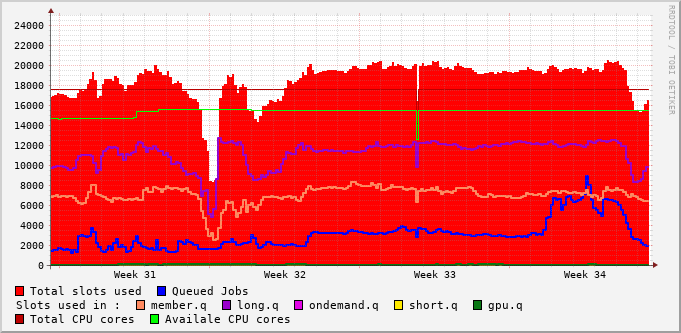 24000
22000
20000
18000
16000
14000
12000
10000
8000
6000
4000
2000
0
Week 31 Week 32 Week 33 Week 34
Total slots used Queued Jobs
Slots used in : member.q long.q ondemand.q short.q gpu.q
Total CPU cores Availale CPU cores
RRDTOOL / TOBI OETIKER